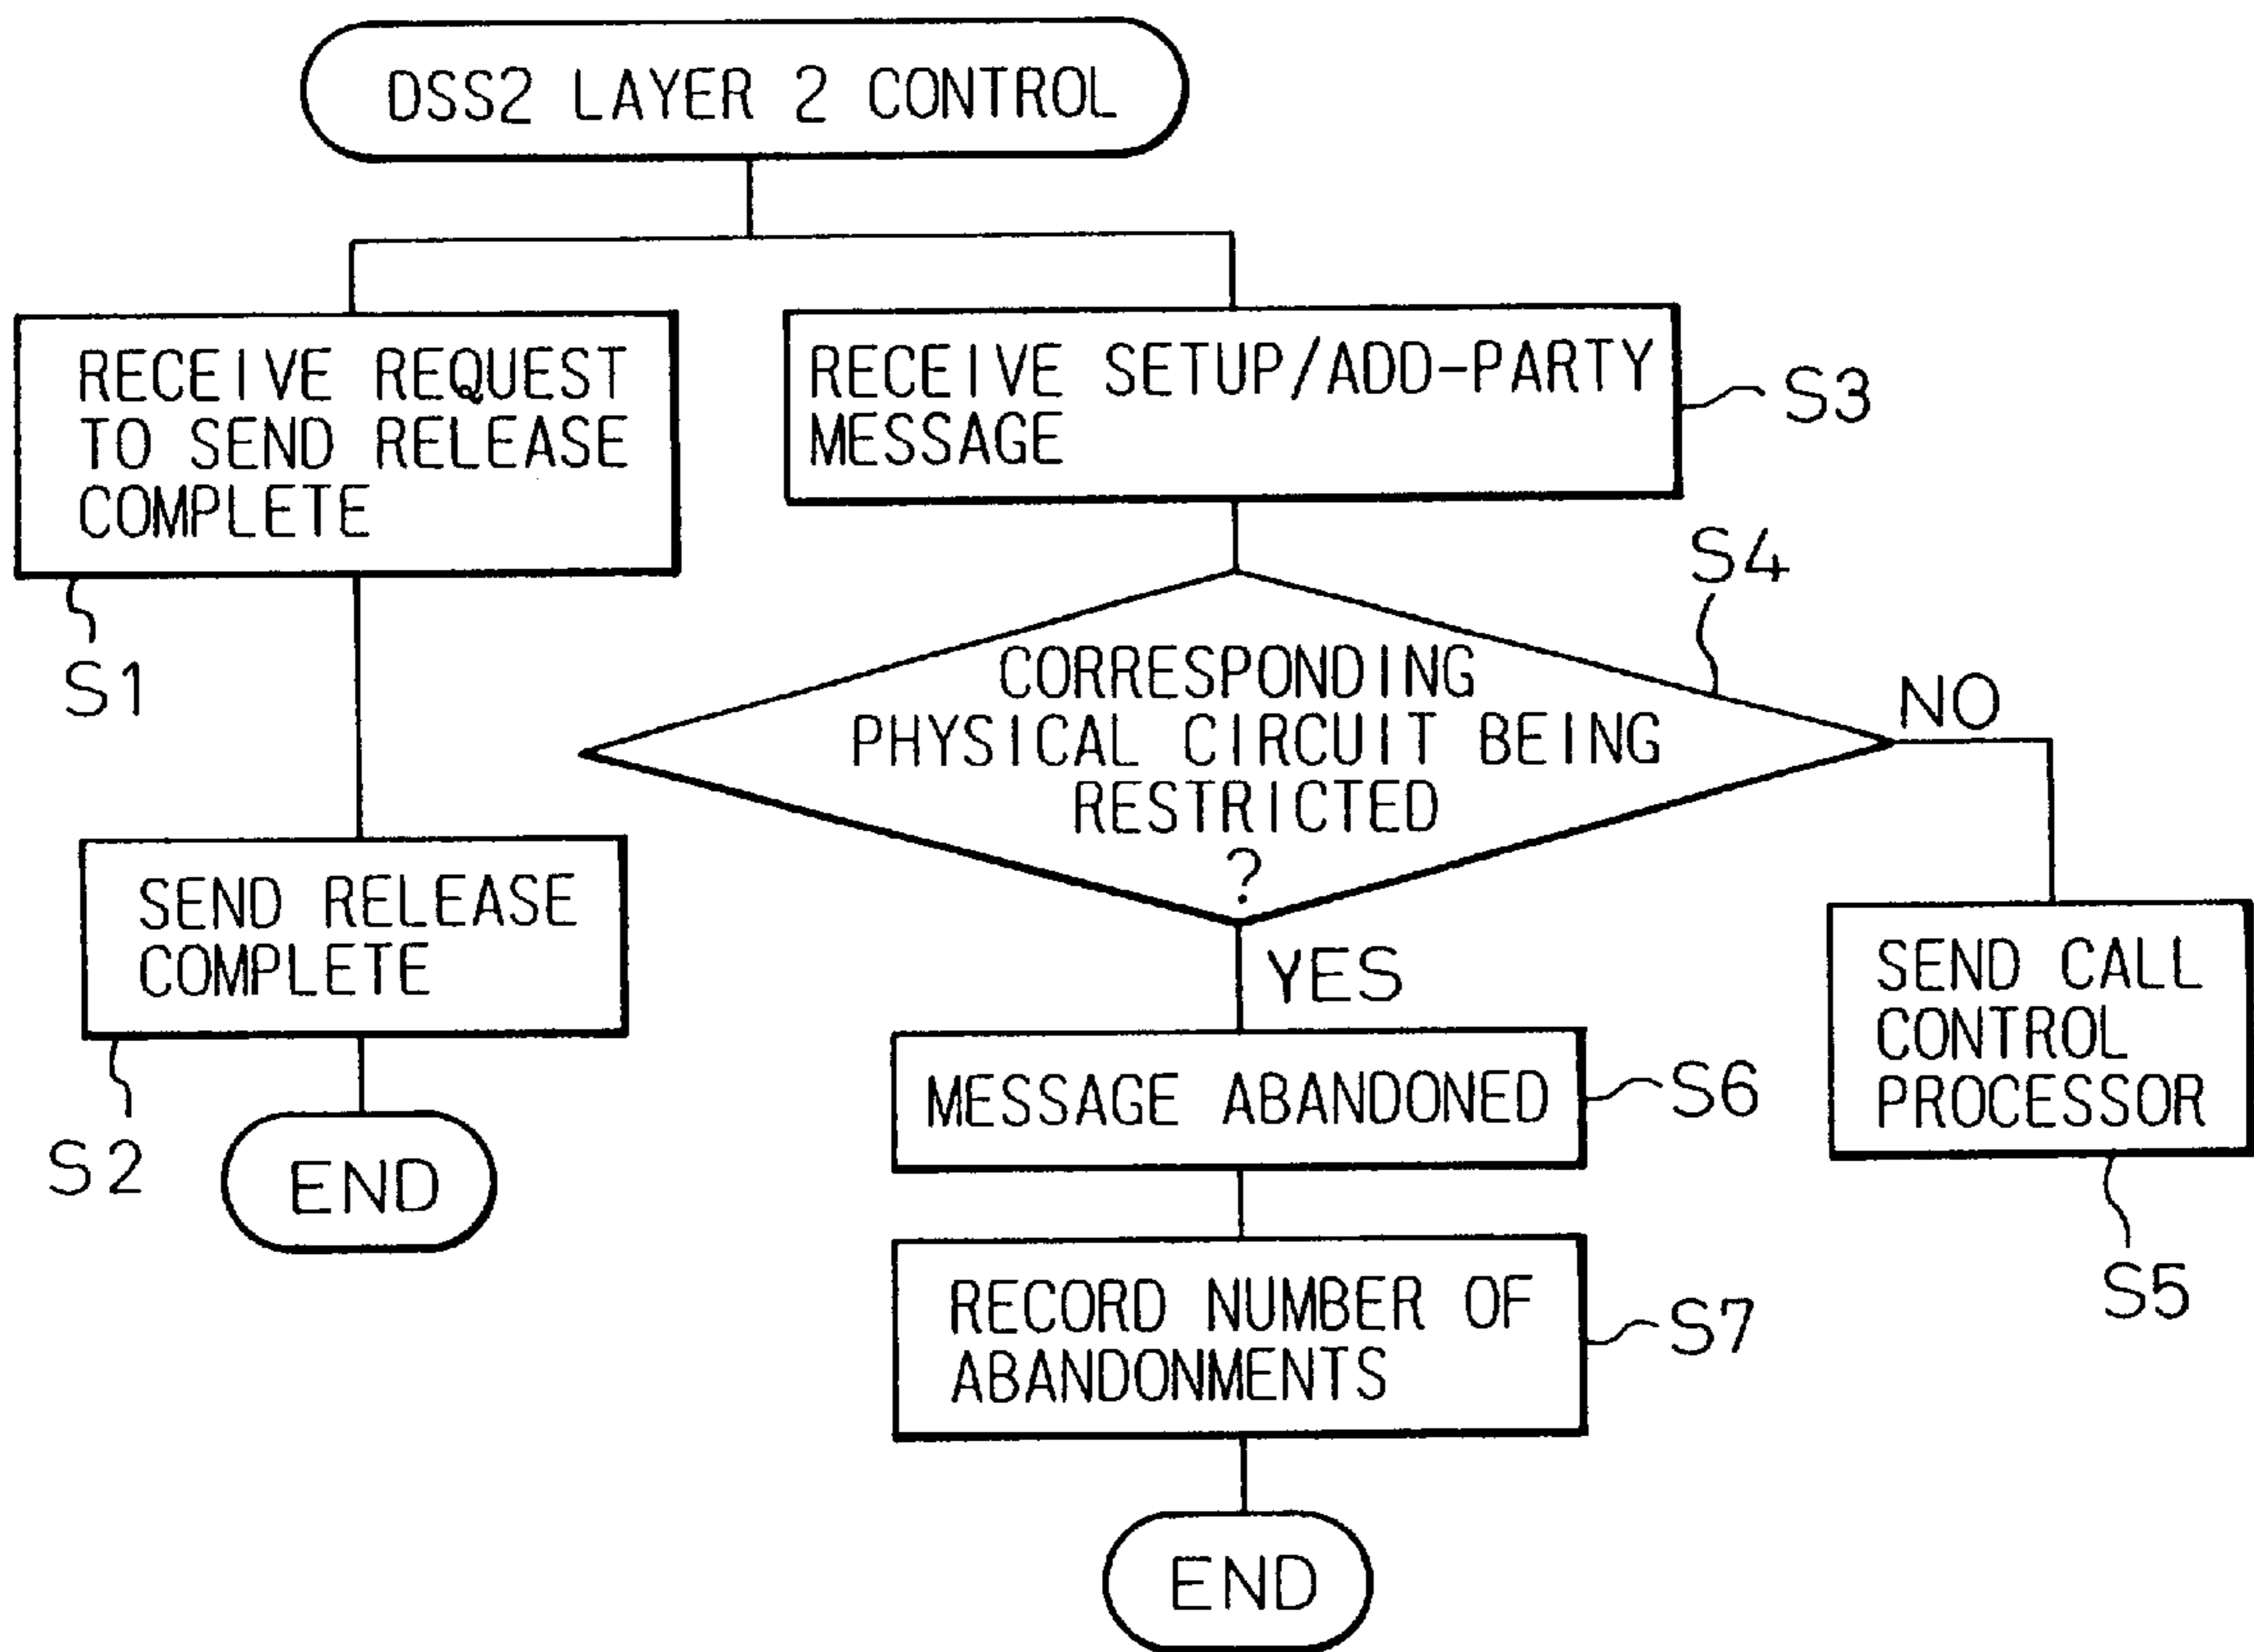 DSS2 LAYER 2 CONTROL
RECEIVE REQUEST
TO SEND RELEASE
COMPLETE
S1
SEND RELEASE
COMPLETE
S2
END
RECEIVE SETUP/ADD-PARTY
MESSAGE
S3
S4
CORRESPONDING
PHYSICAL CIRCUIT BEING
RESTRICTED
?
NO
YES
SEND CALL
CONTROL
PROCESSOR
S5
MESSAGE ABANDONED
S6
RECORD NUMBER OF
ABANDONMENTS
S7
END